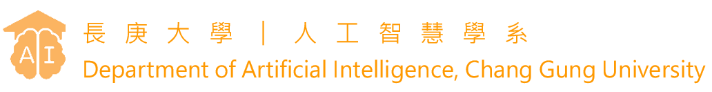 AI
長庚大學｜人工智慧學系
Department of Artificial Intelligence, Chang Gung University